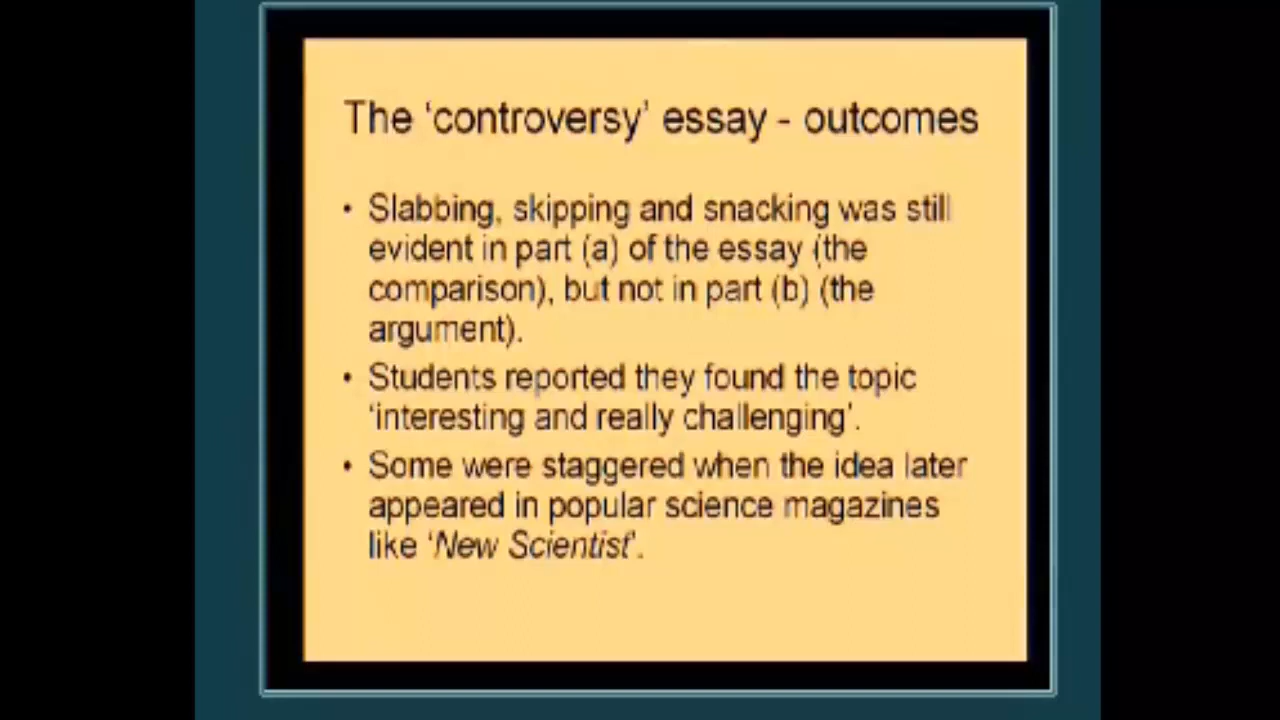 The ‘controversy’ essay - outcomes
• Slabbing, skipping and snacking was still
evident in part (a) of the essay (the
comparison), but not in part (b) (the
argument).
• Students reported they found the topic
‘interesting and really challenging’.
• Some were staggered when the idea later
appeared in popular science magazines
like ‘New Scientist’.